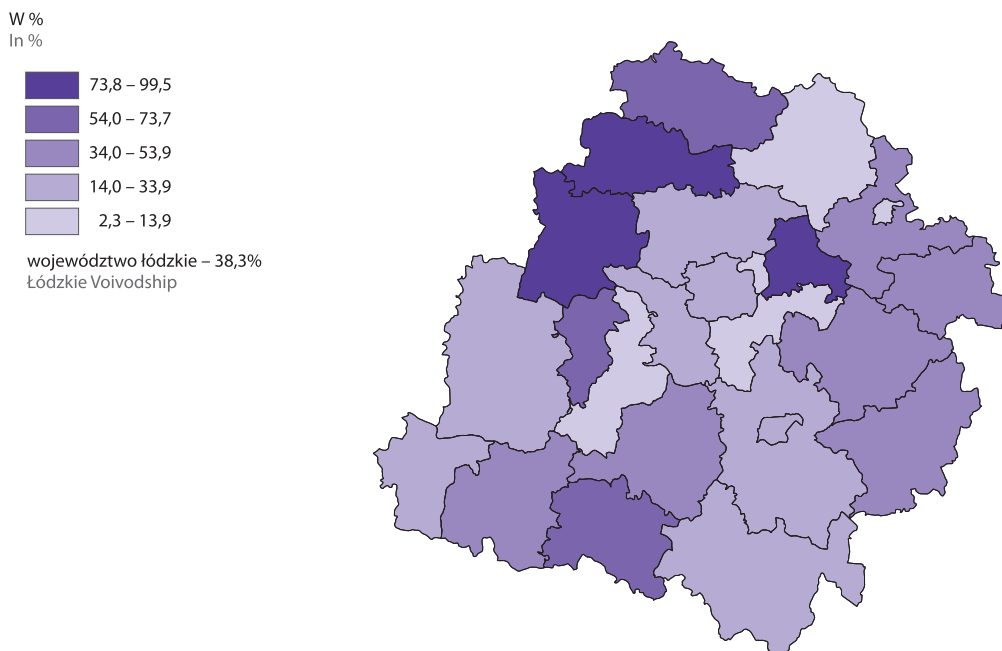 W %
In %
73,8 – 99,5
54,0 – 73,7
34,0 – 53,9
14,0 – 33,9
2,3 – 13,9
województwo łódzkie – 38,3%
Łódzkie Voivodship